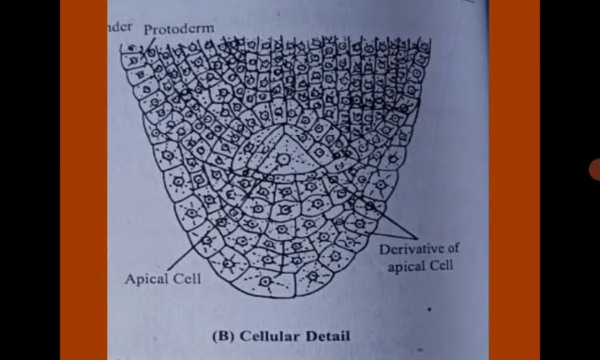 nder Protoderm
Derivative of
apical Cell
Apical Cell
(B) Cellular Detail